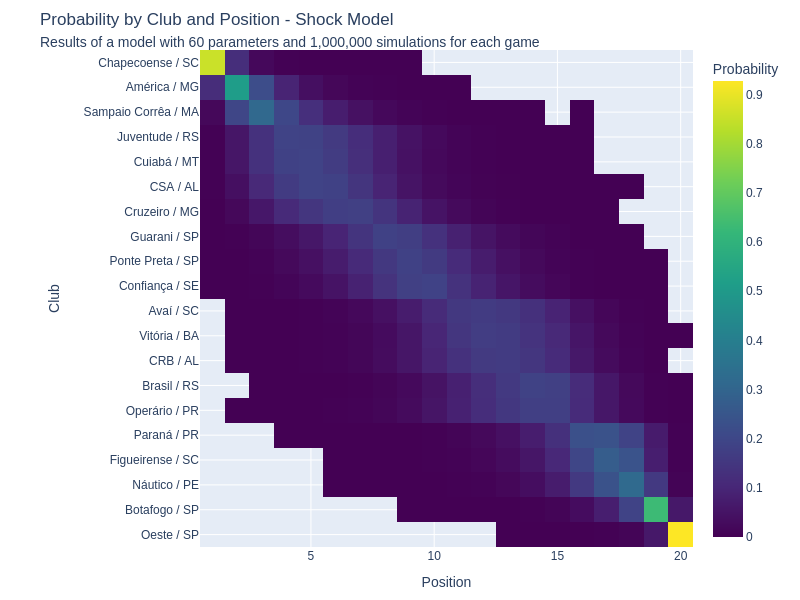 Probability by Club and Position - Shock Model
Results of a model with 60 parameters and 1,000,000 simulations for each game
Chapecoense / SC
América / MG
Sampaio Corrêa / MA
Juventude / RS
Cuiabá / MT
CSA / AL
Cruzeiro / MG
Guarani / SP
Ponte Preta / SP
Confiança / SE
Avaí / SC
Vitória / BA
CRB / AL
Brasil / RS
Operário / PR
Paraná / PR
Figueirense / SC
Náutico / PE
Botafogo / SP
Oeste / SP
Club
5
10
15
20
Position
Probability
0.9
0.8
0.7
0.6
0.5
0.4
0.3
0.2
0.1
0